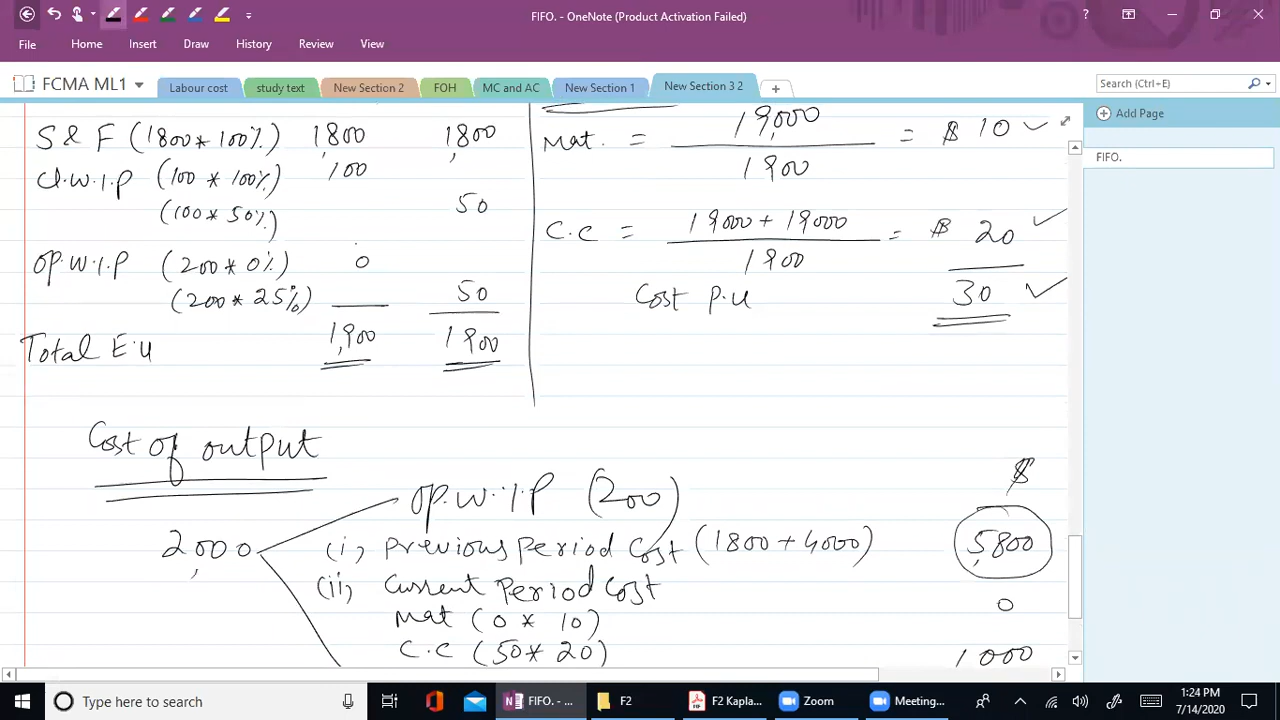 FIFO. - OneNote (Product Activation Failed)
File Home Insert Draw History Review View
FCMA ML1
Labour cost study text New Section 2 FOH MC and AC New Section 1 New Section 3 2
Search (Ctrl+E)
Add Page
FIFO.
S & F (1800*100%) 1,800 1,800
Cl.W.I.P (100*100%) 100
(100*50%) 50
OP.W.I.P (200*0%) 0
(200*25%) 50
Total E.U 1,900 1900
Mat. = 19,000 / 1900 = $ 10
C.C = 19000 + 19000 / 1900 = $ 20
Cost P.U 30
Cost of output
$
2,000
OP.W.I.P (200)
(i) Previous Period Cost (1800+4000) 5,800
(ii) Current Period Cost
Mat (0 * 10) 0
C.C (50*20) 1,000
Type here to search
FIFO. - ...
F2
F2 Kapla...
Zoom
Meeting...
1:24 PM
7/14/2020